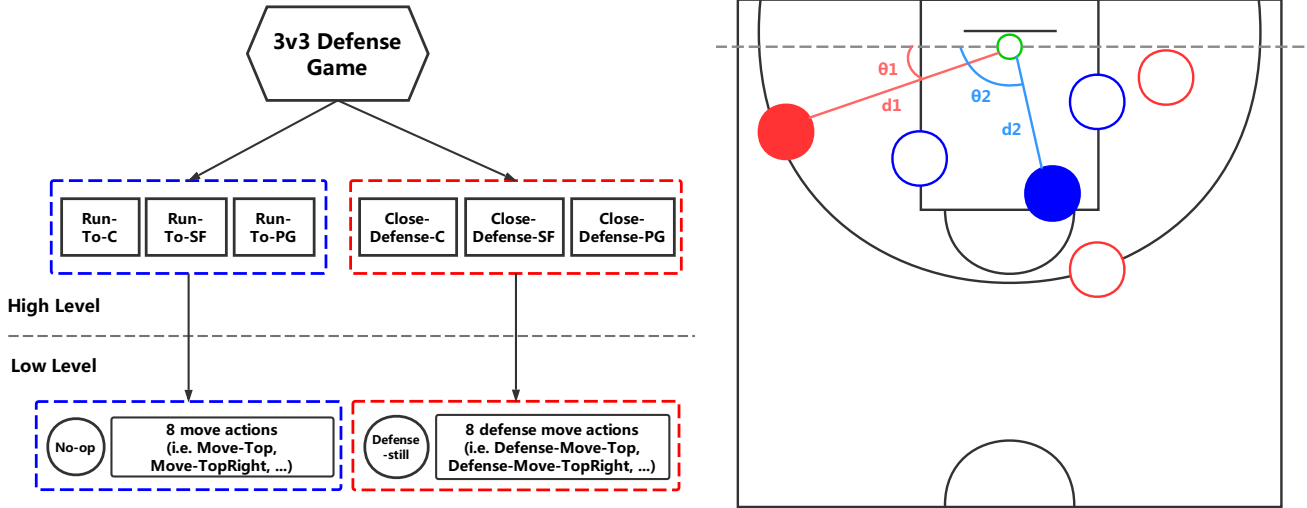 3v3 Defense
Game
Run-
To-C
Run-
To-SF
Run-
To-PG
Close-
Defense-C
Close-
Defense-SF
Close-
Defense-PG
High Level
Low Level
No-op
8 move actions
(i.e. Move-Top,
Move-TopRight, ...)
Defense
-still
8 defense move actions
(i.e. Defense-Move-Top,
Defense-Move-TopRight, ...)
θ1
d1
θ2
d2